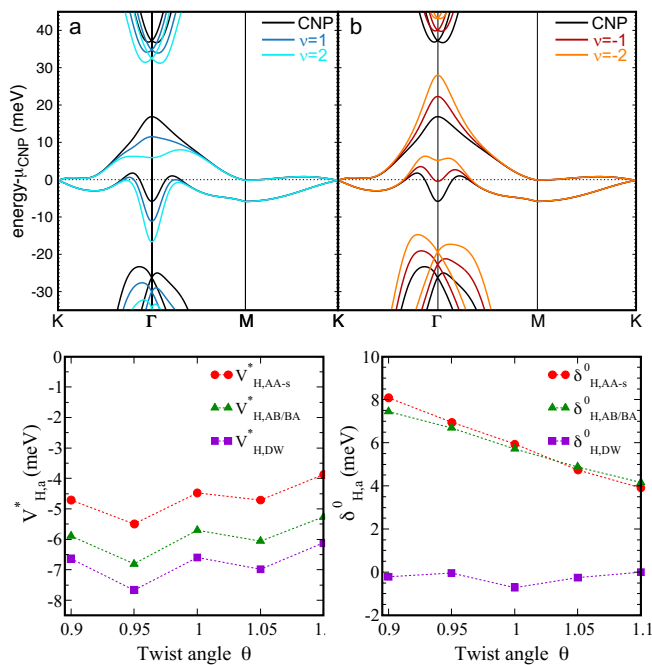 a
CNP
ν=1
ν=2
b
CNP
ν=-1
ν=-2
energy-μCNP (meV)
40
30
20
10
0
-10
-20
-30
K Γ M K Γ M K
V*H,AA-s
V*H,AB/BA
V*H,DW
V*H,a (meV)
0
-1
-2
-3
-4
-5
-6
-7
-8
0.9 0.95 1 1.05 1.
Twist angle θ
δ0H,AA-s
δ0H,AB/BA
δ0H,DW
δ0H,a (meV)
10
8
6
4
2
0
-2
0.9 0.95 1 1.05 1.1
Twist angle θ